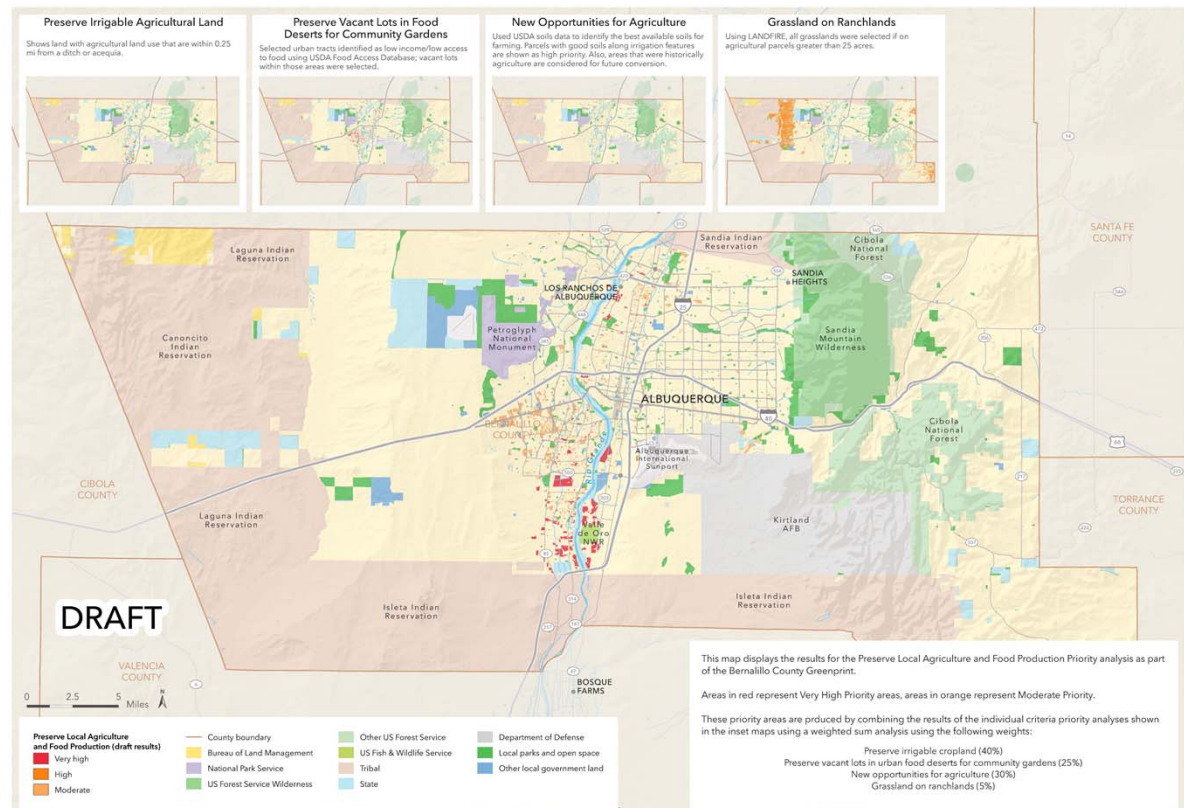 Preserve Irrigable Agricultural Land
Shows land with agricultural land use that are within 0.25
mi from a ditch or acequia.
Preserve Vacant Lots in Food
Deserts for Community Gardens
Selected urban tracts identified as low income/low access
to food using USDA Food Access Database; vacant lots
within those areas were selected.
New Opportunities for Agriculture
Used USDA soils data to identify the best available soils for
farming. Parcels with good soils along irrigation features
are shown as high priority. Also, areas that were historically
agriculture are considered for future conversion.
Grassland on Ranchlands
Using LANDFIRE, all grasslands were selected if on
agricultural parcels greater than 25 acres.
SANTA FE
COUNTY
Laguna Indian
Reservation
Sandia Indian
Reservation
Cibola
National
Forest
SANDIA
HEIGHTS
LOS RANCHOS DE
ALBUQUERQUE
25
Petroglyph
National
Monument
Sandia
Mountain
Wilderness
Canoncito
Indian
Reservation
ALBUQUERQUE
40
BERNALILLO
COUNTY
Cibola
National
Forest
66
Albuquerque
International
Sunport
CIBOLA
COUNTY
TORRANCE
COUNTY
Laguna Indian
Reservation
Valle
de Oro
NWR
Kirtland
AFB
Isleta Indian
Reservation
Isleta Indian
Reservation
DRAFT
VALENCIA
COUNTY
BOSQUE
FARMS
0 2.5 5
Miles
N
Preserve Local Agriculture
and Food Production (draft results)
Very high
High
Moderate
County boundary
Bureau of Land Management
National Park Service
US Forest Service Wilderness
Other US Forest Service
US Fish & Wildlife Service
Tribal
State
Department of Defense
Local parks and open space
Other local government land
This map displays the results for the Preserve Local Agriculture and Food Production Priority analysis as part
of the Bernalillo County Greenprint.
Areas in red represent Very High Priority areas, areas in orange represent Moderate Priority.
These priority areas are prduced by combining the results of the individual criteria priority analyses shown
in the inset maps using a weighted sum analysis using the following weights:
Preserve irrigable cropland (40%)
Preserve vacant lots in urban food deserts for community gardens (25%)
New opportunities for agriculture (30%)
Grassland on ranchlands (5%)